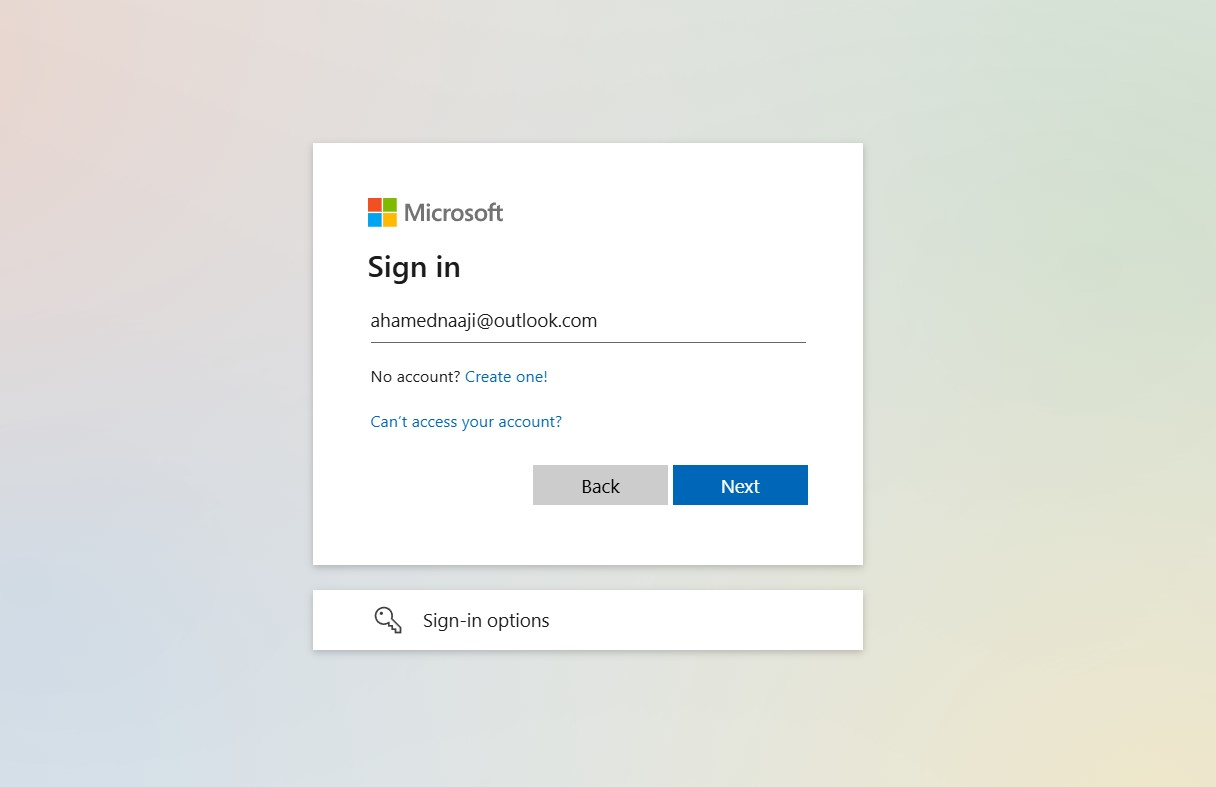 Microsoft
Sign in
ahamednaaji@outlook.com
No account? Create one!
Can't access your account?
Back
Next
Sign-in options